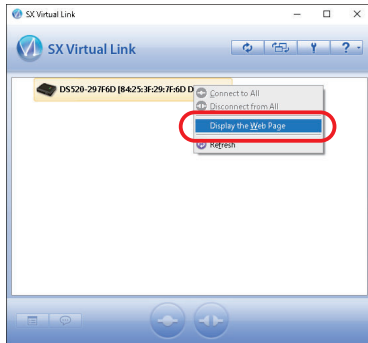 SX Virtual Link
SX Virtual Link
?
DS520-297F6D [84:25:3F:29:7F:6D D
Connect to All
Disconnect from All
Display the Web Page
Refresh